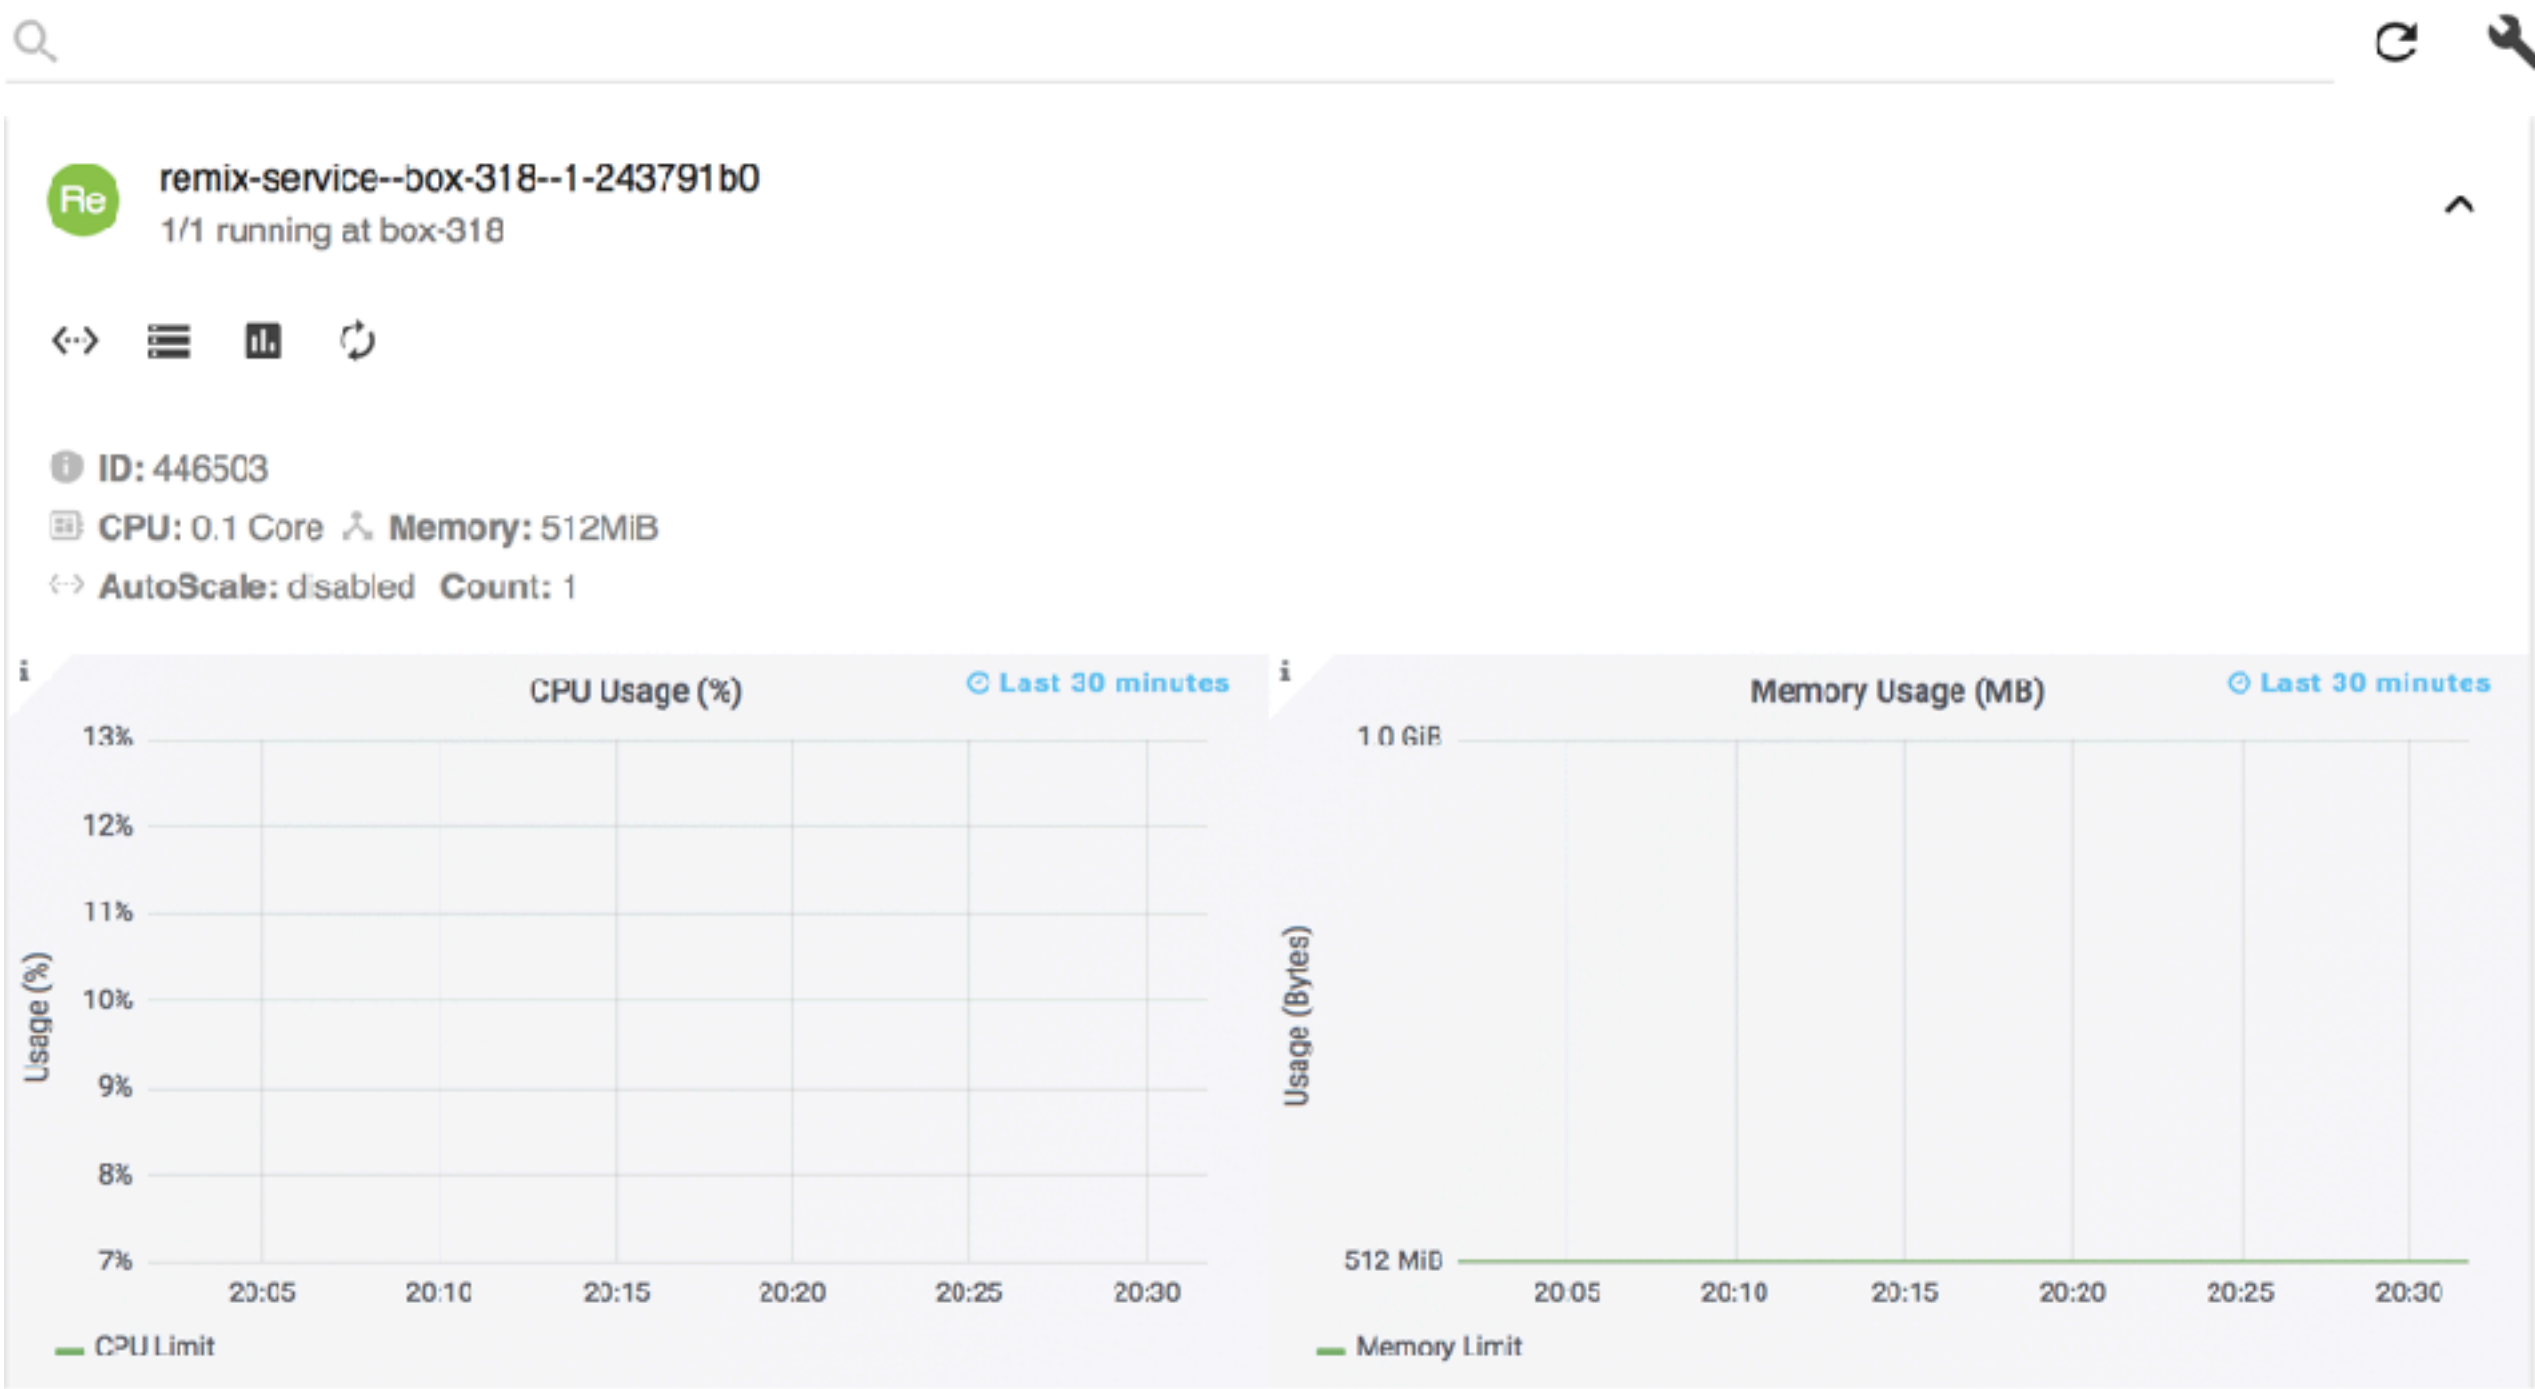 Re
remix-service--box-318--1-243791b0
1/1 running at box-318
ID: 446503
CPU: 0.1 Core Memory: 512MiB
AutoScale: disabled Count: 1
i
CPU Usage (%)
Last 30 minutes
13%
12%
11%
10%
9%
8%
7%
Usage (%)
20:05
20:10
20:15
20:20
20:25
20:30
CPU Limit
i
Memory Usage (MB)
Last 30 minutes
1.0 GiB
512 MiB
Usage (Bytes)
20:05
20:10
20:15
20:20
20:25
20:30
Memory Limit